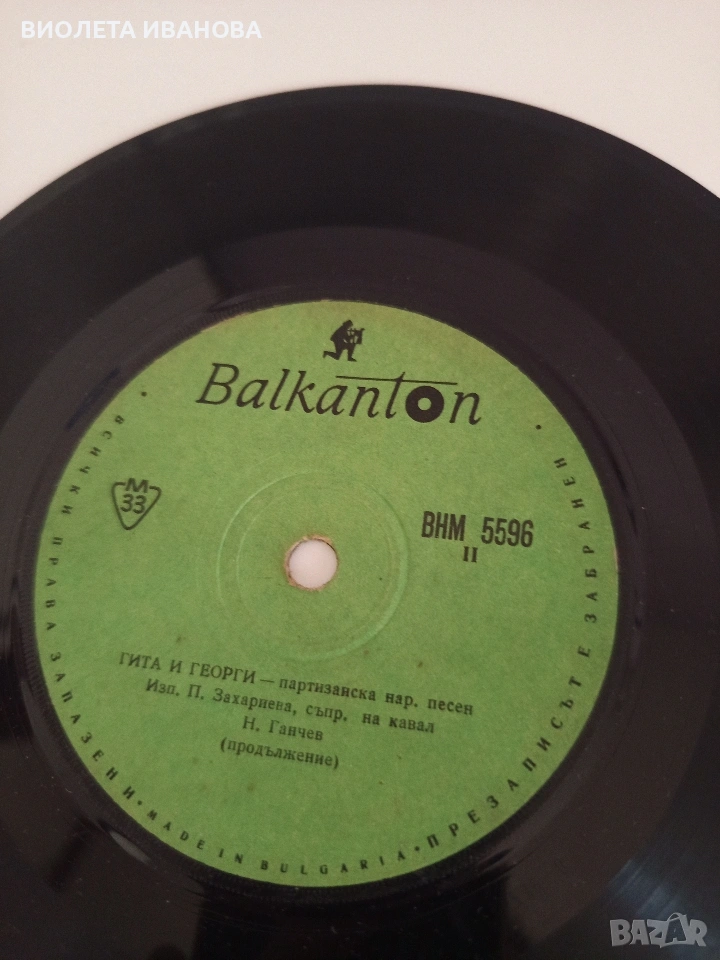 ВИОЛЕТА ИВАНОВА
Balkanton
М
33
ВНМ 5596
II
ГИТА И ГЕОРГИ — партизанска нар. песен
Изп. П. Захариева, съпр. на кавал
Н. Ганчев
(продължение)
• ВСИЧКИ ПРАВА ЗАПАЗЕНИ • MADE IN BULGARIA • ПРЕЗАПИСЪТ Е ЗАБРАНЕН •
BAZAR